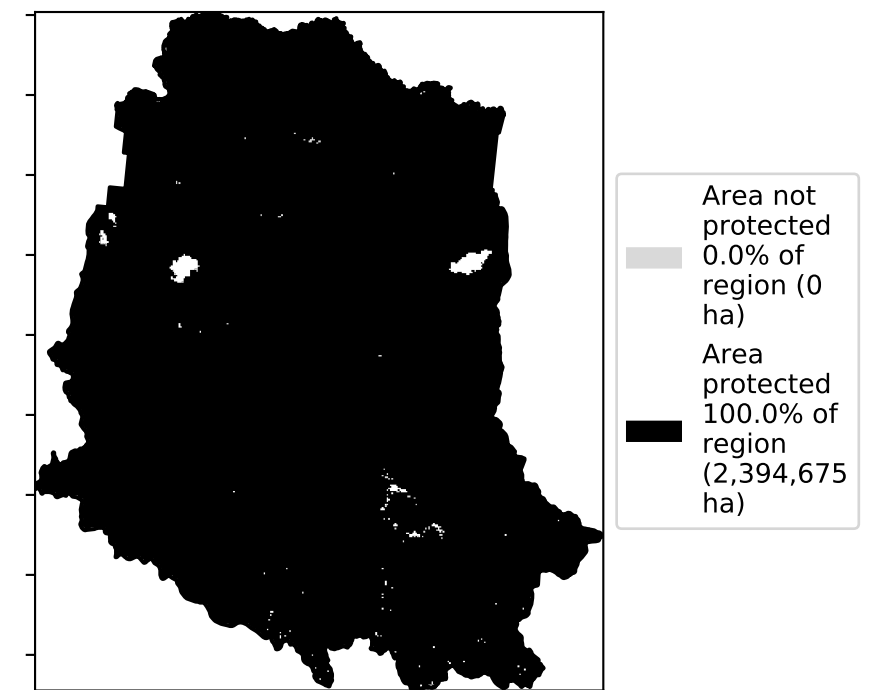 Area not
protected
0.0% of
region (0
ha)
Area
protected
100.0% of
region
(2,394,675
ha)